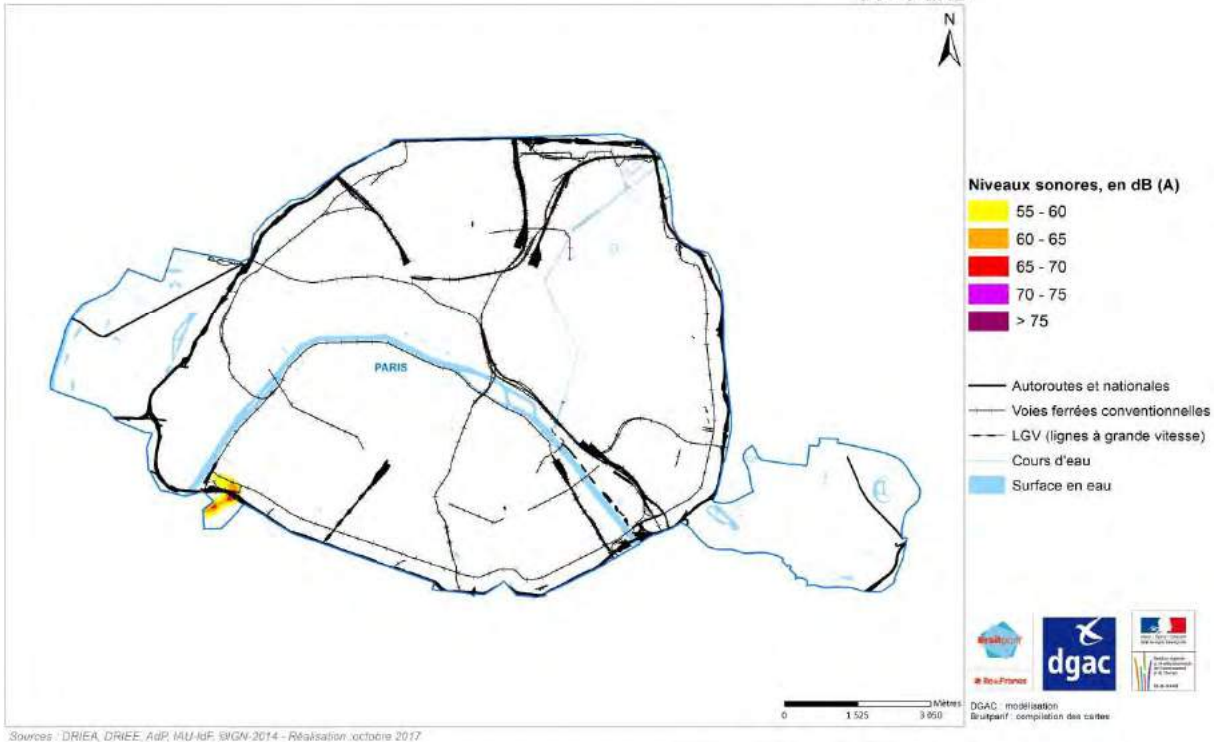 N
Niveaux sonores, en dB (A)
55 - 60
60 - 65
65 - 70
70 - 75
> 75
PARIS
Autoroutes et nationales
Voies ferrées conventionnelles
LGV (lignes à grande vitesse)
Cours d'eau
Surface en eau
Bruitparif
îledeFrance
dgac
Mètres
0 1 525 3 050
DGAC : modélisation
Bruitparif : compilation des cartes
Sources : DRIEA, DRIEE, AdP, IAU-IdF, ©IGN-2014 - Réalisation :octobre 2017